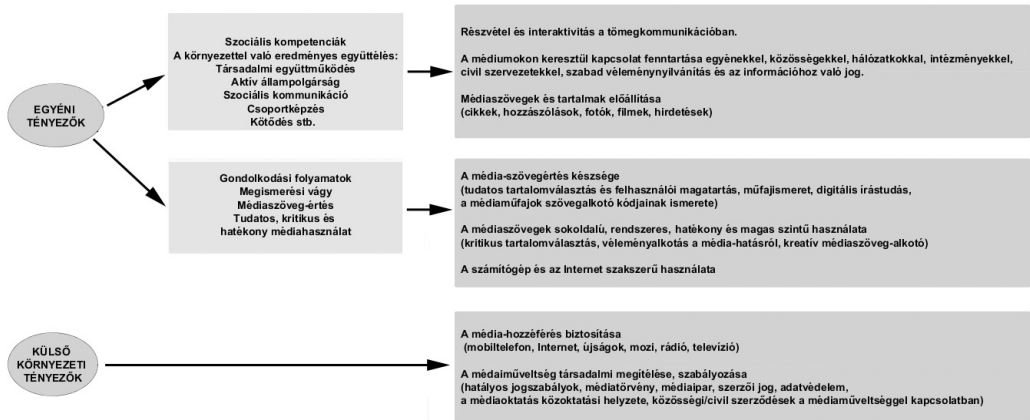 EGYÉNI
TÉNYEZŐK
Szociális kompetenciák
A környezettel való eredményes együttélés:
Társadalmi együttműködés
Aktív állampolgárság
Szociális kommunikáció
Csoportképzés
Kötődés stb.
Részvétel és interaktivitás a tömegkommunikációban.
A médiumokon keresztül kapcsolat fenntartása egyénekkel, közösségekkel, hálózatkokkal, intézményekkel,
civil szervezetekkel, szabad véleménynyilvánítás és az információhoz való jog.
Médiaszövegek és tartalmak előállítása
(cikkek, hozzászólások, fotók, filmek, hirdetések)
Gondolkodási folyamatok
Megismerési vágy
Médiaszöveg-értés
Tudatos, kritikus és
hatékony médiahasználat
A média-szövegértés készsége
(tudatos tartalomválasztás és felhasználói magatartás, műfajismeret, digitális írástudás,
a médiaműfajok szövegalkotó kódjainak ismerete)
A médiaszövegek sokoldalú, rendszeres, hatékony és magas szintű használata
(kritikus tartalomválasztás, véleményalkotás a média-hatásról, kreatív médiaszöveg-alkotó)
A számítógép és az Internet szakszerű használata
KÜLSŐ
KÖRNYEZETI
TÉNYEZŐK
A média-hozzéférés biztosítása
(mobiltelefon, Internet, újságok, mozi, rádió, televízió)
A médaiműveltség társadalmi megítélése, szabályozása
(hatályos jogszabályok, médiatörvény, médiaipar, szerzői jog, adatvédelem,
a médiaoktatás közoktatási helyzete, közösségi/civil szerződések a médiaműveltséggel kapcsolatban)